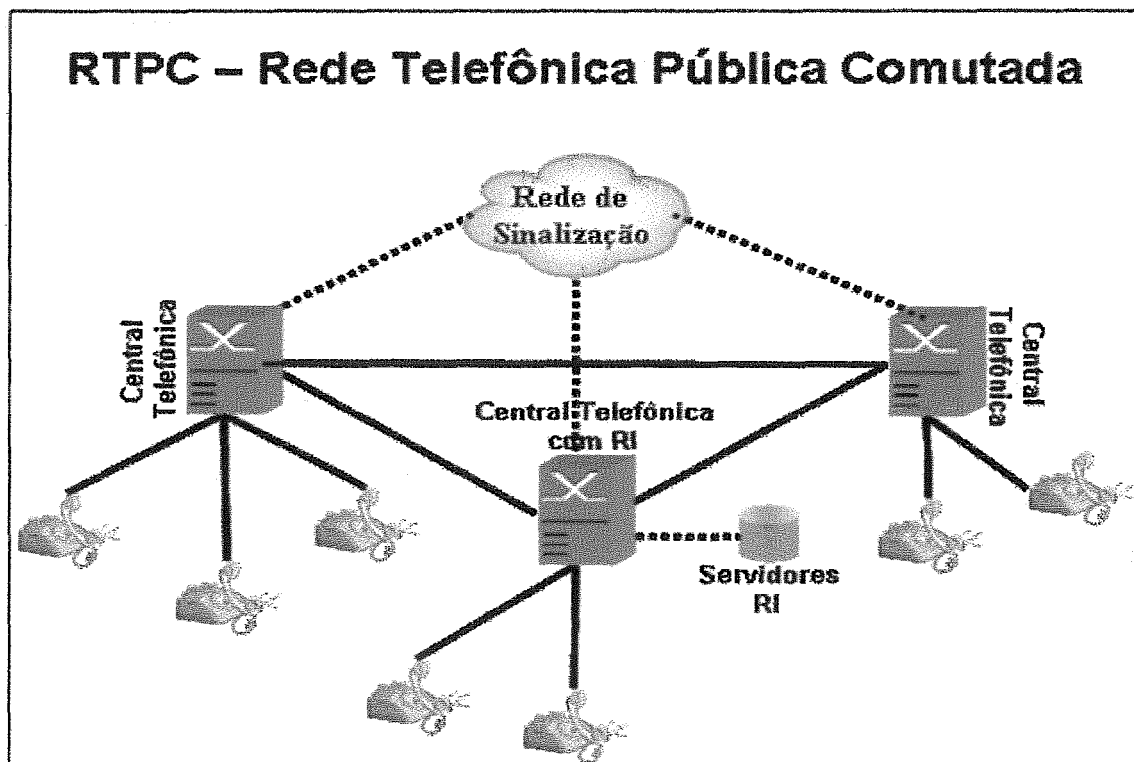 RTPC – Rede Telefônica Pública Comutada
Rede de
Sinalização
Central
Telefônica
Central
Telefônica
Central Telefônica
com RI
Servidores
RI